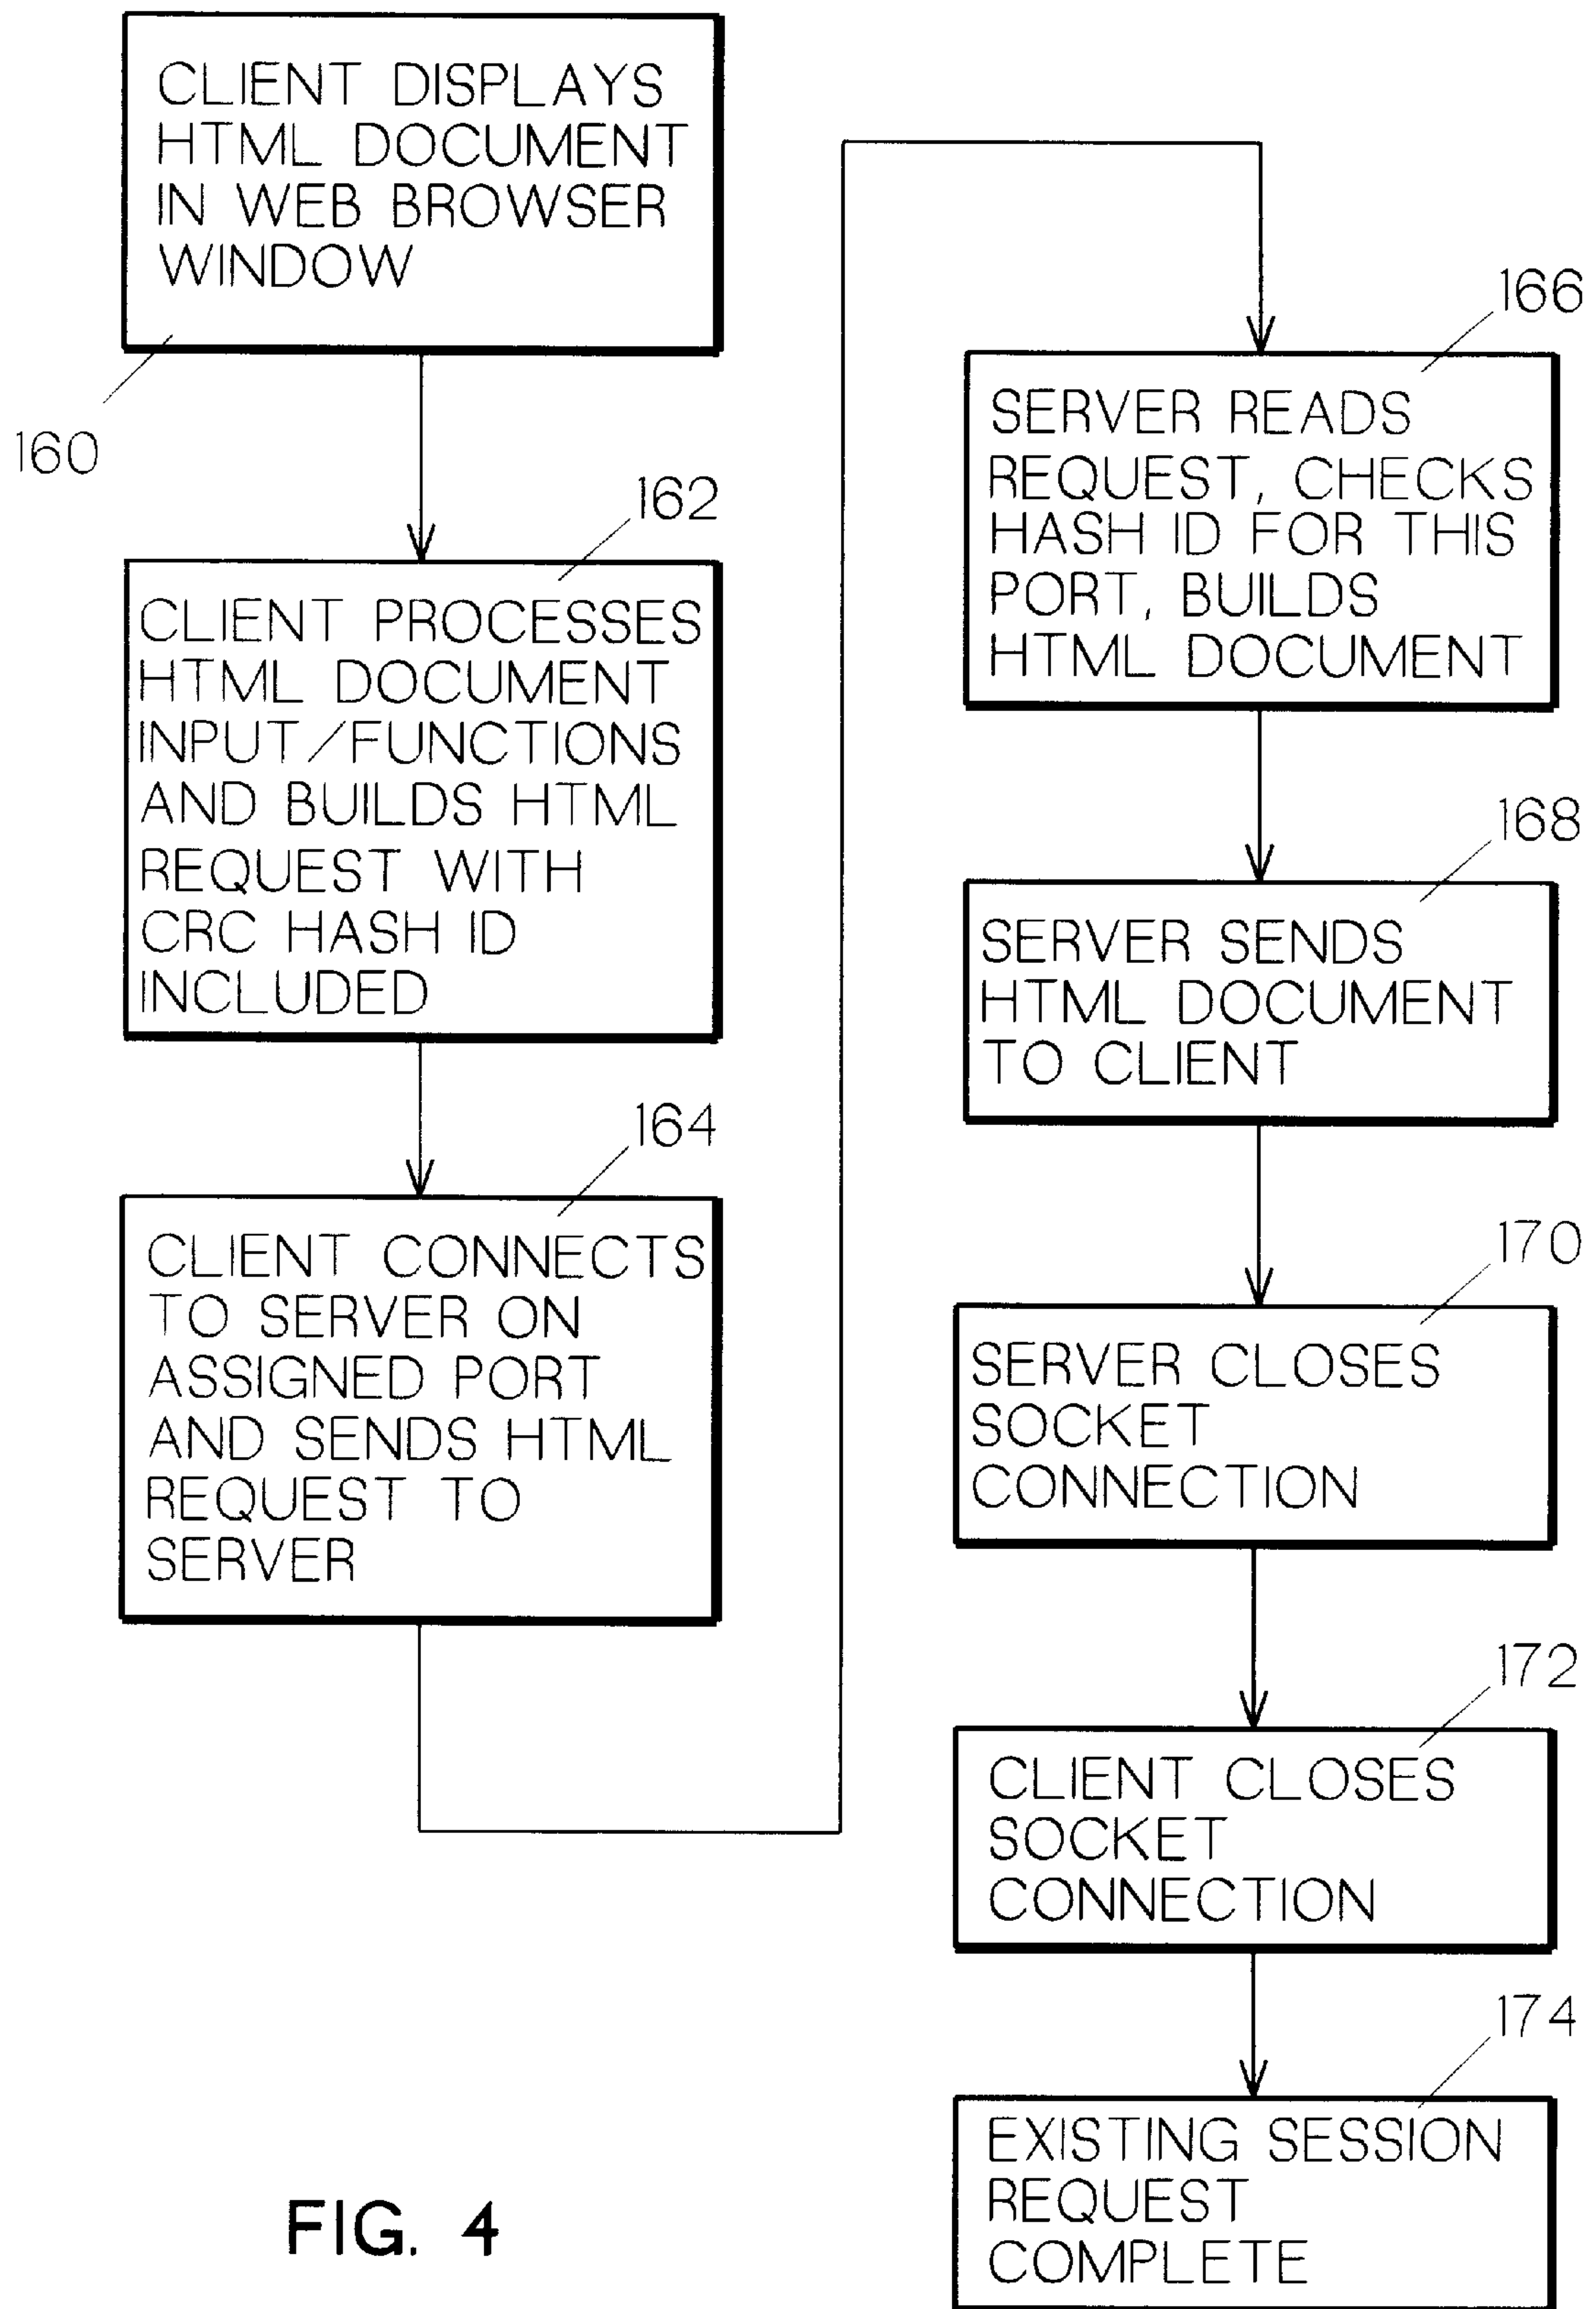 CLIENT DISPLAYS
HTML DOCUMENT
IN WEB BROWSER
WINDOW
160
162
CLIENT PROCESSES
HTML DOCUMENT
INPUT/FUNCTIONS
AND BUILDS HTML
REQUEST WITH
CRC HASH ID
INCLUDED
164
CLIENT CONNECTS
TO SERVER ON
ASSIGNED PORT
AND SENDS HTML
REQUEST TO
SERVER
166
SERVER READS
REQUEST, CHECKS
HASH ID FOR THIS
PORT, BUILDS
HTML DOCUMENT
168
SERVER SENDS
HTML DOCUMENT
TO CLIENT
170
SERVER CLOSES
SOCKET
CONNECTION
172
CLIENT CLOSES
SOCKET
CONNECTION
174
EXISTING SESSION
REQUEST
COMPLETE
FIG. 4